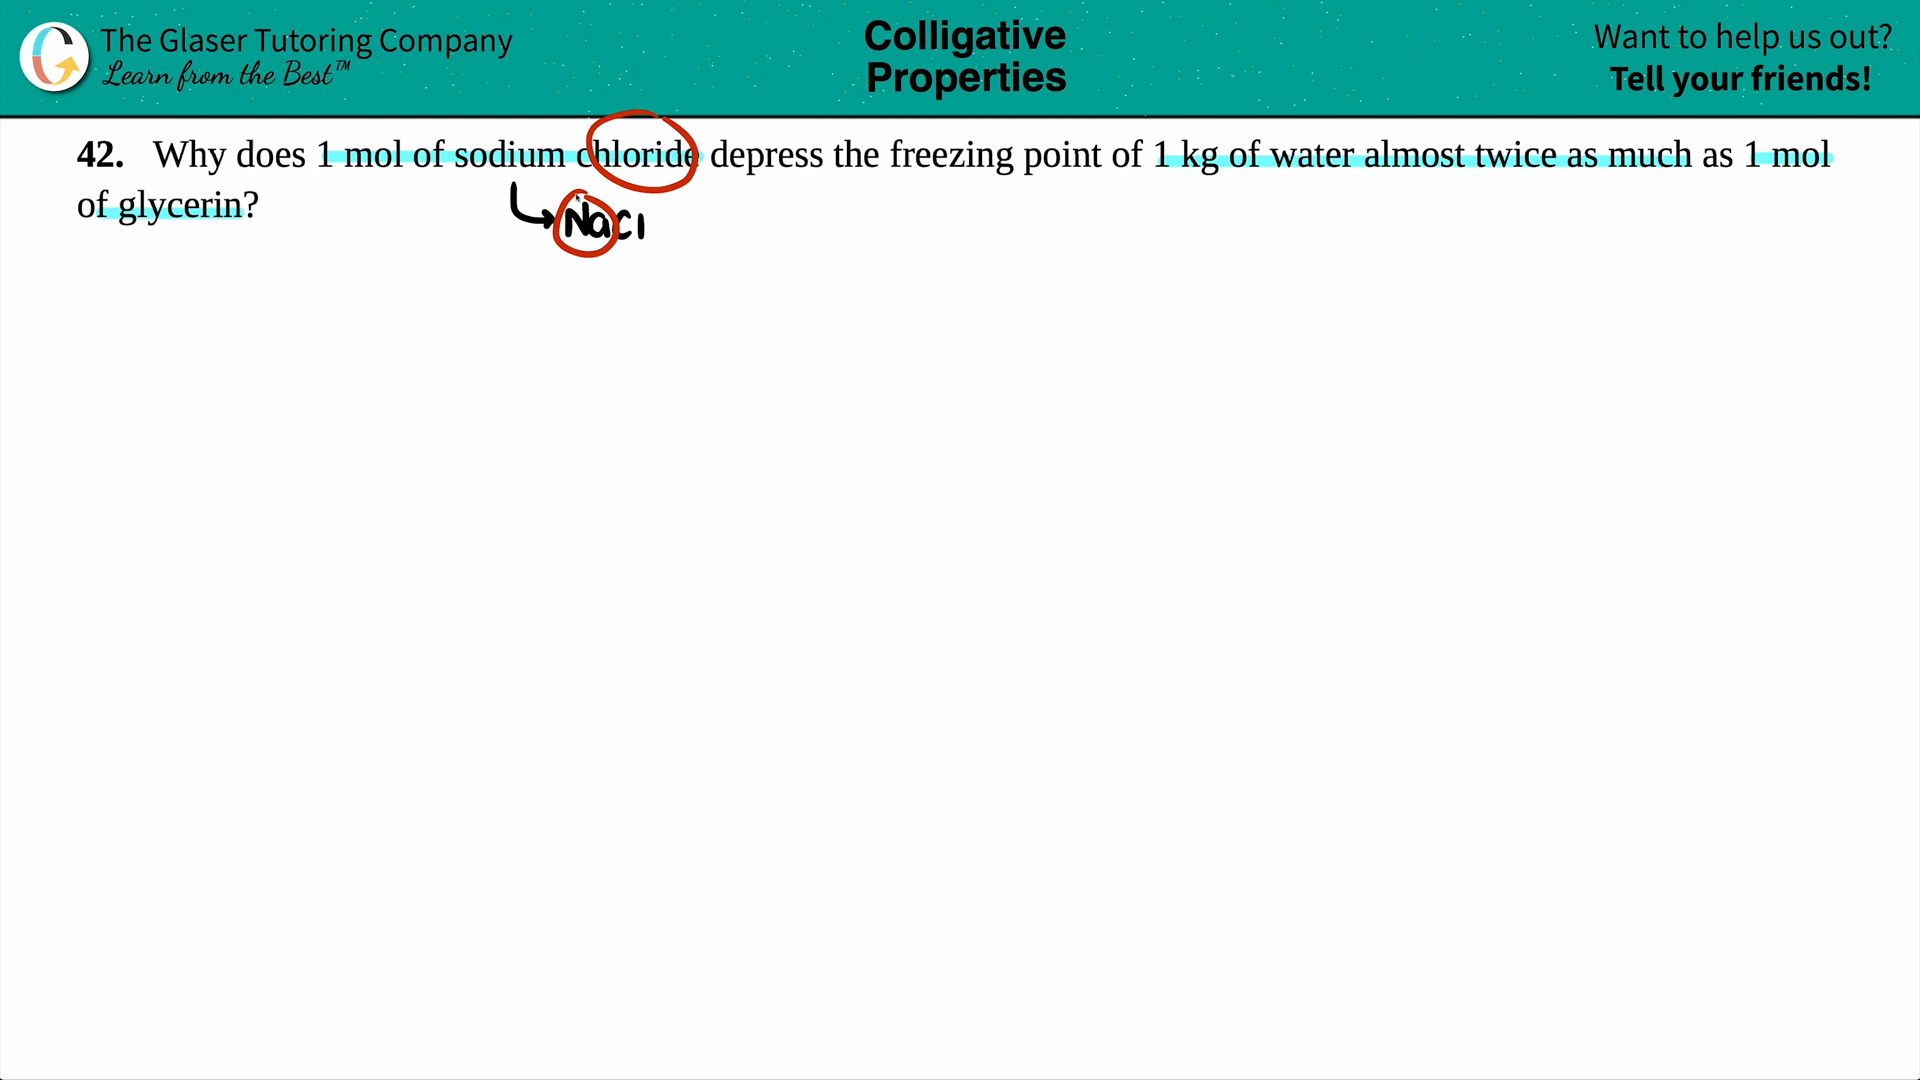 The Glaser Tutoring Company
Learn from the Best™
Colligative
Properties
Want to help us out?
Tell your friends!
42. Why does 1 mol of sodium chloride depress the freezing point of 1 kg of water almost twice as much as 1 mol
of glycerin?
NaCl